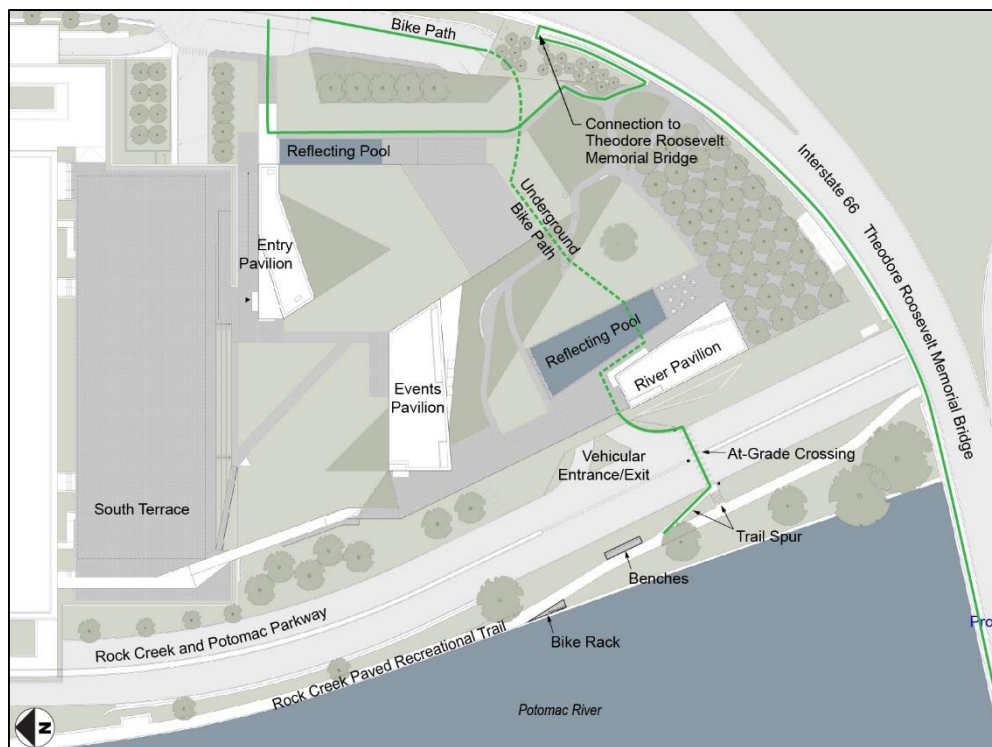 Bike Path
Connection to
Theodore Roosevelt
Memorial Bridge
Reflecting Pool
Interstate 66
Theodore Roosevelt Memorial Bridge
Underground
Bike Path
Entry
Pavilion
Reflecting Pool
River Pavilion
Events
Pavilion
At-Grade Crossing
Vehicular
Entrance/Exit
South Terrace
Trail Spur
Benches
Rock Creek and Potomac Parkway
Bike Rack
Rock Creek Paved Recreational Trail
Pro
Potomac River
N